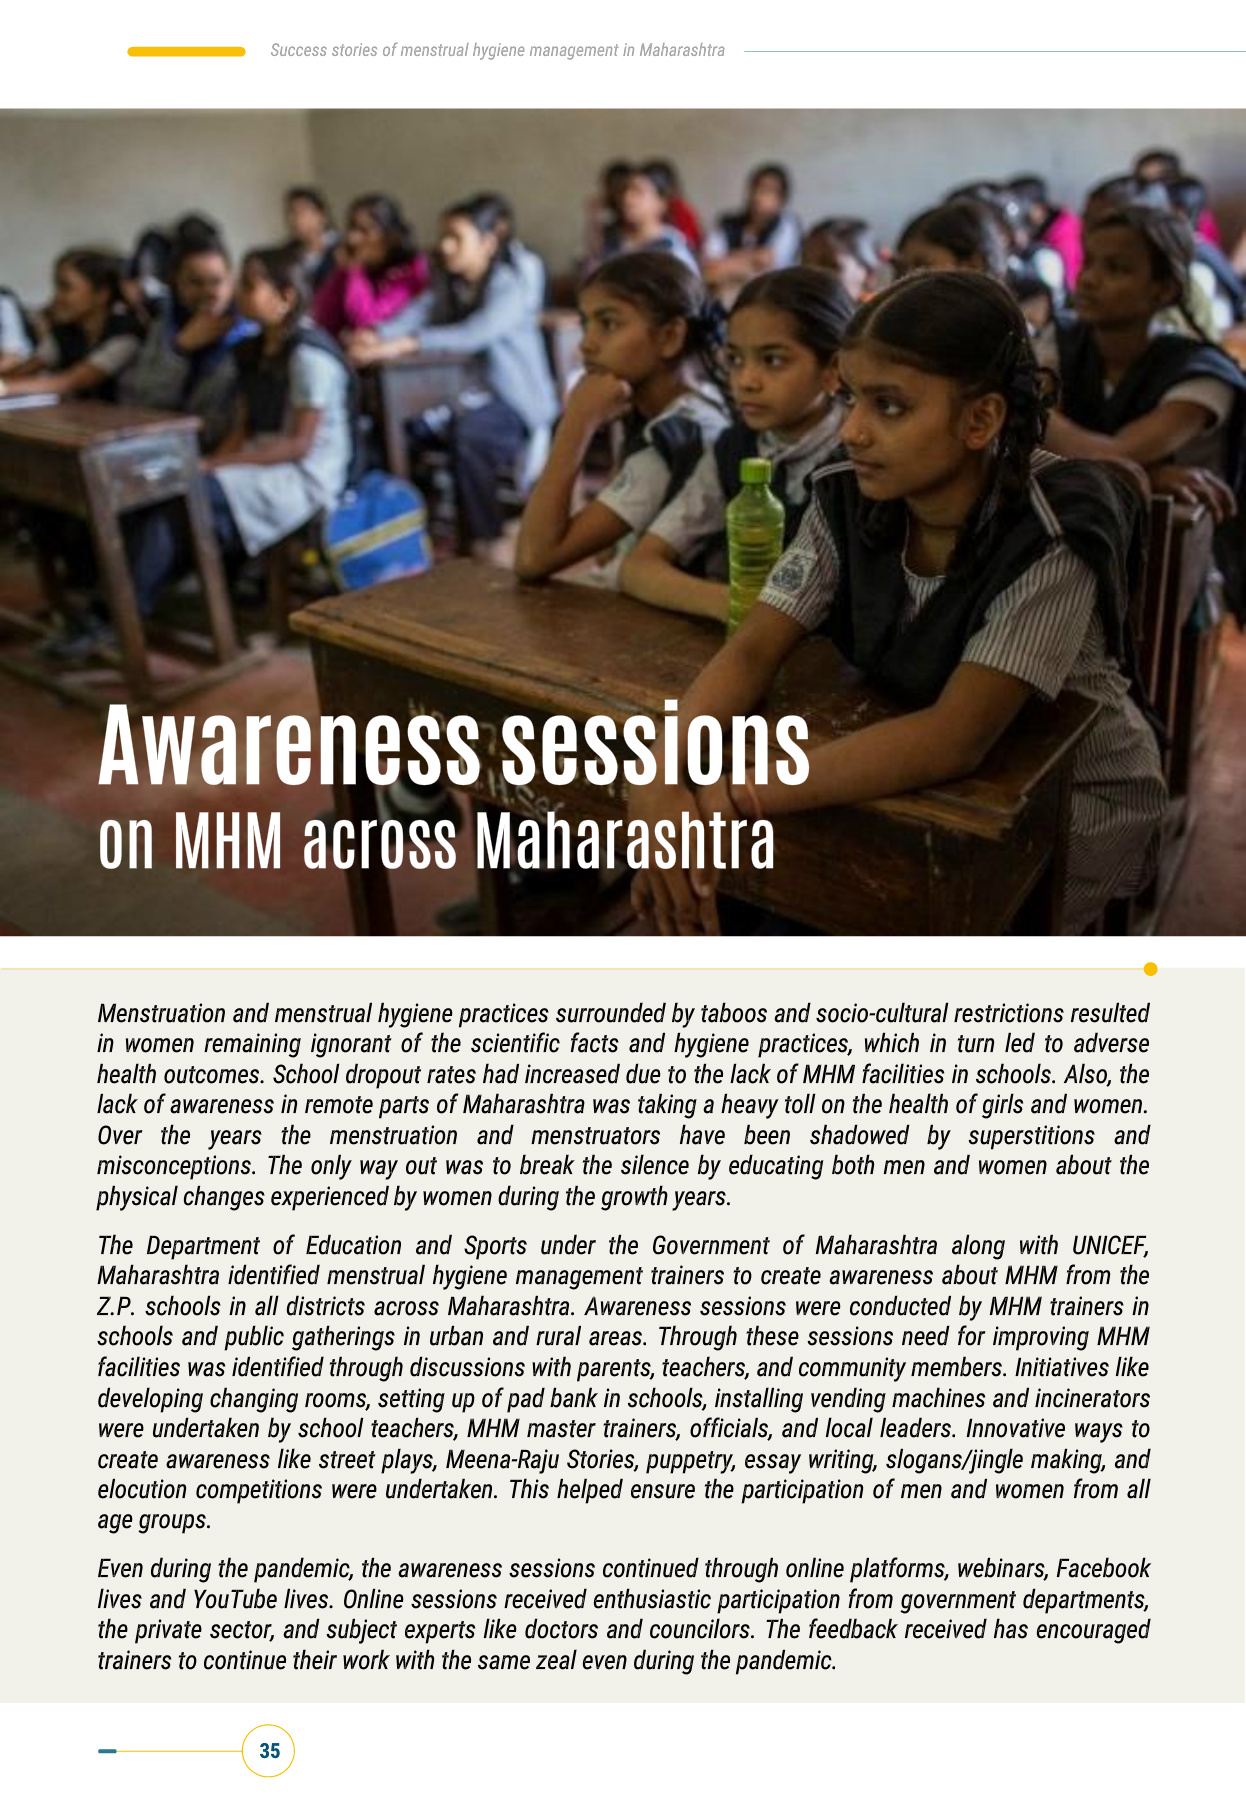 Success stories of menstrual hygiene management in Maharashtra
Awareness sessions
on MHM across Maharashtra
Menstruation and menstrual hygiene practices surrounded by taboos and socio-cultural restrictions resulted
in women remaining ignorant of the scientific facts and hygiene practices, which in turn led to adverse
health outcomes. School dropout rates had increased due to the lack of MHM facilities in schools. Also, the
lack of awareness in remote parts of Maharashtra was taking a heavy toll on the health of girls and women.
Over the years the menstruation and menstruators have been shadowed by superstitions and
misconceptions. The only way out was to break the silence by educating both men and women about the
physical changes experienced by women during the growth years.
The Department of Education and Sports under the Government of Maharashtra along with UNICEF,
Maharashtra identified menstrual hygiene management trainers to create awareness about MHM from the
Z.P. schools in all districts across Maharashtra. Awareness sessions were conducted by MHM trainers in
schools and public gatherings in urban and rural areas. Through these sessions need for improving MHM
facilities was identified through discussions with parents, teachers, and community members. Initiatives like
developing changing rooms, setting up of pad bank in schools, installing vending machines and incinerators
were undertaken by school teachers, MHM master trainers, officials, and local leaders. Innovative ways to
create awareness like street plays, Meena-Raju Stories, puppetry, essay writing, slogans/jingle making, and
elocution competitions were undertaken. This helped ensure the participation of men and women from all
age groups.
Even during the pandemic, the awareness sessions continued through online platforms, webinars, Facebook
lives and YouTube lives. Online sessions received enthusiastic participation from government departments,
the private sector, and subject experts like doctors and councilors. The feedback received has encouraged
trainers to continue their work with the same zeal even during the pandemic.
35